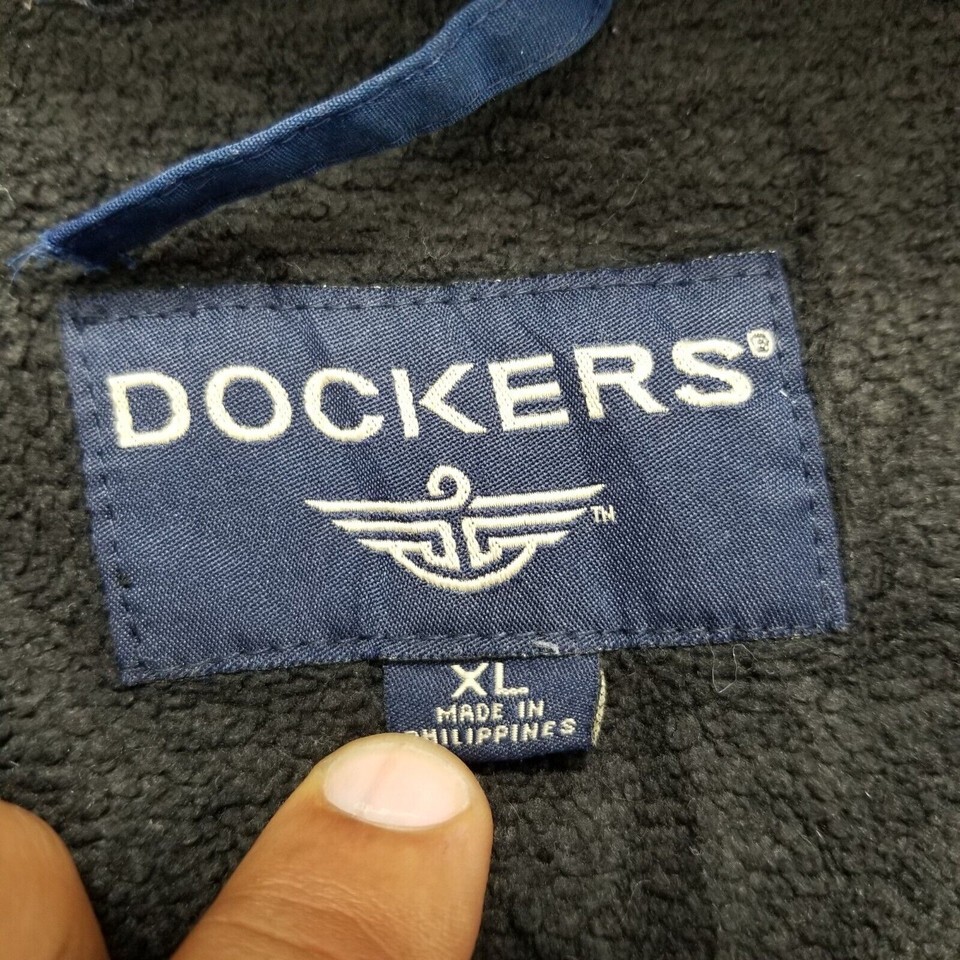 DOCKERS®
TM
XL
MADE IN
PHILIPPINES